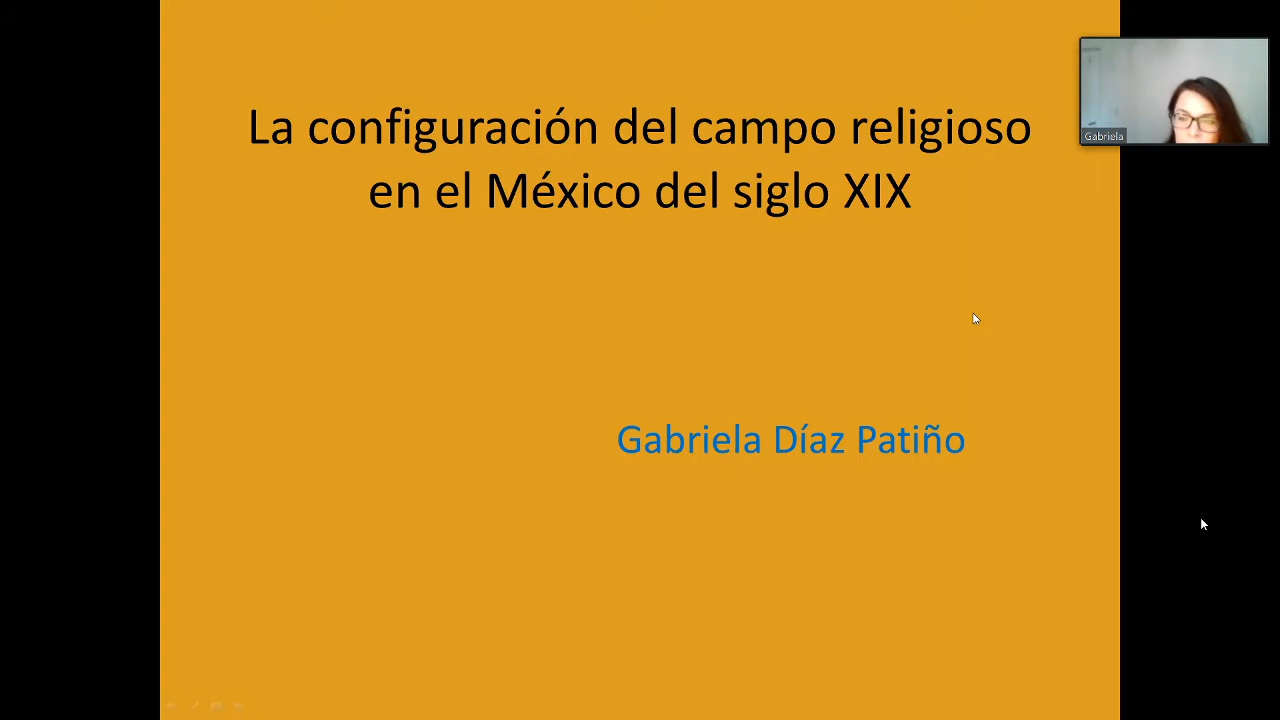 La configuración del campo religioso
en el México del siglo XIX
Gabriela
Gabriela Díaz Patiño